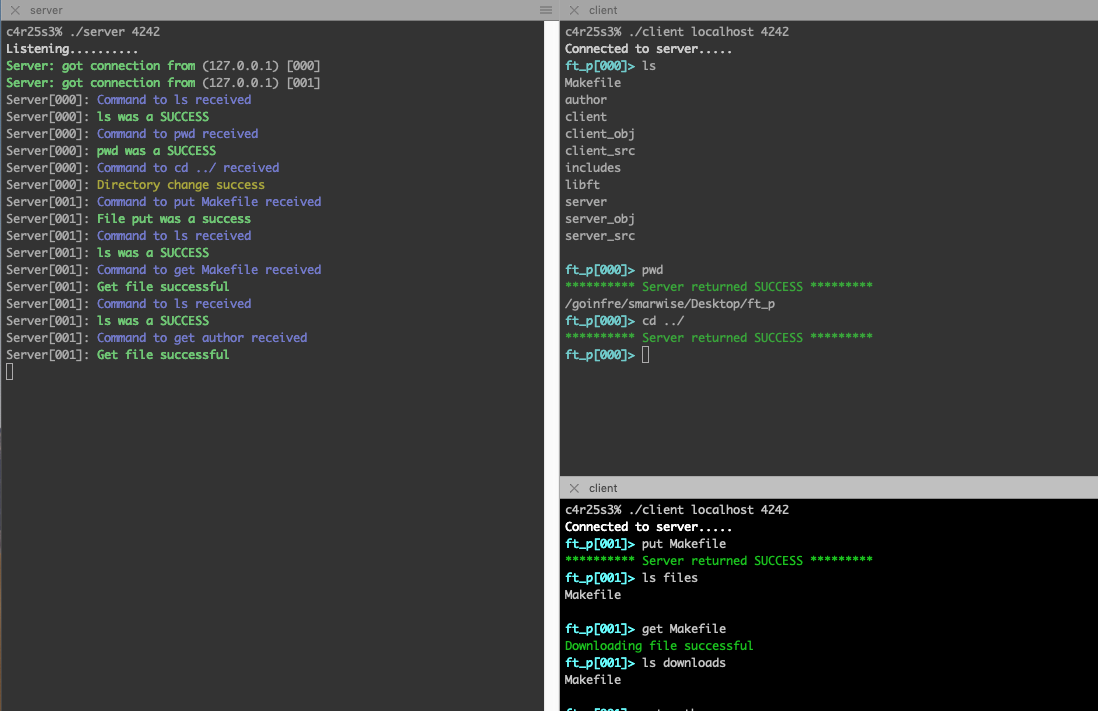 server
c4r25s3% ./server 4242
Listening..........
Server: got connection from (127.0.0.1) [000]
Server: got connection from (127.0.0.1) [001]
Server[000]: Command to ls received
Server[000]: ls was a SUCCESS
Server[000]: Command to pwd received
Server[000]: pwd was a SUCCESS
Server[000]: Command to cd ../ received
Server[000]: Directory change success
Server[001]: Command to put Makefile received
Server[001]: File put was a success
Server[001]: Command to ls received
Server[001]: ls was a SUCCESS
Server[001]: Command to get Makefile received
Server[001]: Get file successful
Server[001]: Command to ls received
Server[001]: ls was a SUCCESS
Server[001]: Command to get author received
Server[001]: Get file successful
client
c4r25s3% ./client localhost 4242
Connected to server.....
ft_p[000]> ls
Makefile
author
client
client_obj
client_src
includes
libft
server
server_obj
server_src
ft_p[000]> pwd
********** Server returned SUCCESS *********
/goinfre/smarwise/Desktop/ft_p
ft_p[000]> cd ../
********** Server returned SUCCESS *********
ft_p[000]>
client
c4r25s3% ./client localhost 4242
Connected to server.....
ft_p[001]> put Makefile
********** Server returned SUCCESS *********
ft_p[001]> ls files
Makefile
ft_p[001]> get Makefile
Downloading file successful
ft_p[001]> ls downloads
Makefile